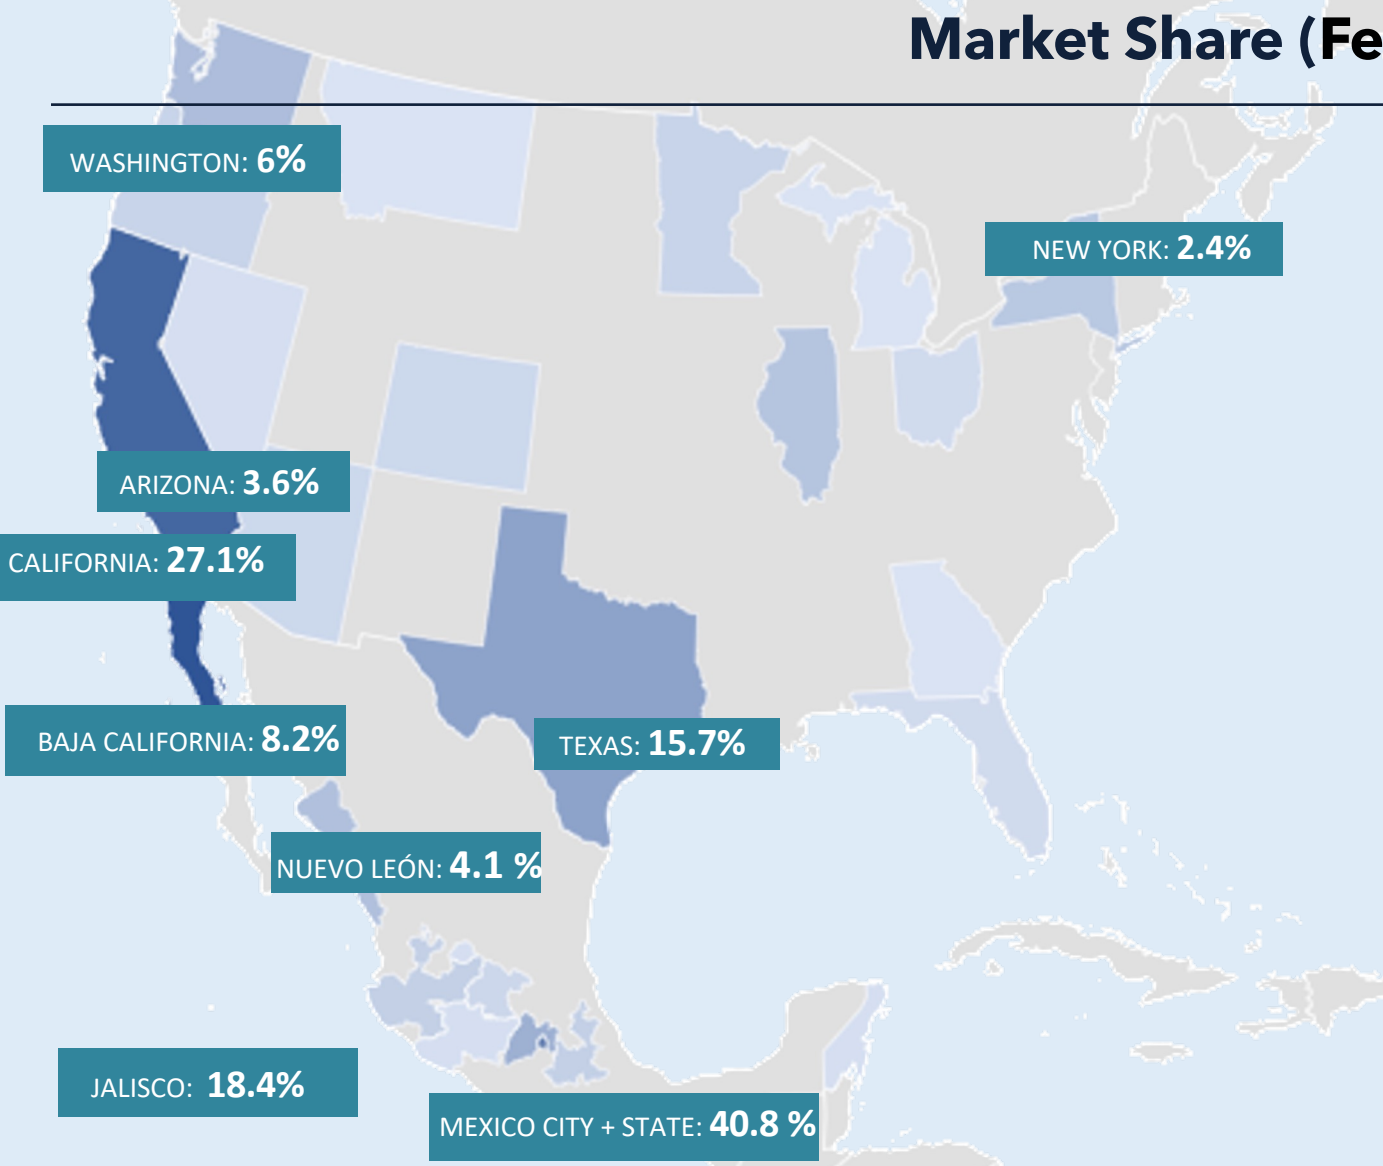 Market Share (Fe
WASHINGTON: 6%
NEW YORK: 2.4%
ARIZONA: 3.6%
CALIFORNIA: 27.1%
BAJA CALIFORNIA: 8.2%
TEXAS: 15.7%
NUEVO LEÓN: 4.1 %
JALISCO: 18.4%
MEXICO CITY + STATE: 40.8 %